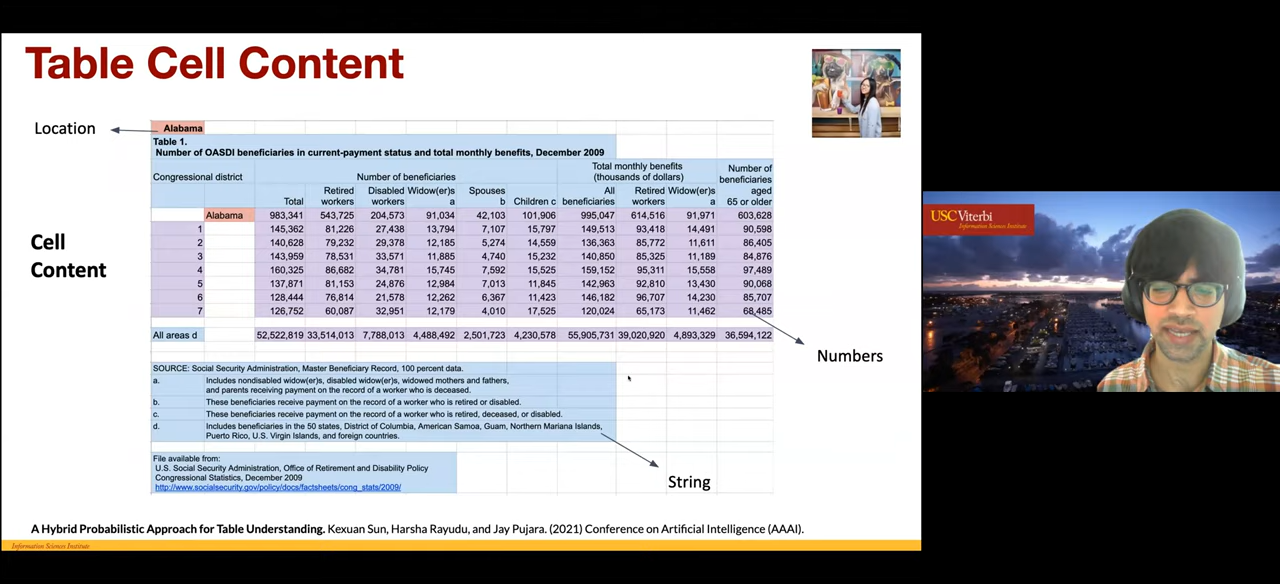 Table Cell Content
Location
Alabama
Table 1.
Number of OASDI beneficiaries in current-payment status and total monthly benefits, December 2009
Congressional district
Number of beneficiaries
Total monthly benefits
(thousands of dollars)
Number of
beneficiaries
aged
65 or older
Total
Retired
workers
Disabled
workers
Widow(er)s
a
Spouses
b
Children c
All
beneficiaries
Retired
workers
Widow(er)s
a
Alabama 983,341 543,725 204,573 91,034 42,103 101,906 995,047 614,516 91,971 603,628
1 145,362 81,226 27,438 13,794 7,107 15,797 149,513 93,418 14,491 90,598
2 140,628 79,232 29,378 12,185 5,274 14,559 136,363 85,772 11,611 86,405
3 143,959 78,531 33,571 11,885 4,740 15,232 140,850 85,325 11,189 84,876
4 160,325 86,682 34,781 15,745 7,592 15,525 159,152 95,311 15,558 97,489
5 137,871 81,153 24,876 12,984 7,013 11,845 142,963 92,810 13,430 90,068
6 128,444 76,814 21,578 12,262 6,367 11,423 146,182 96,707 14,230 85,707
7 126,752 60,087 32,951 12,179 4,010 17,525 120,024 65,173 11,462 68,485
All areas d 52,522,819 33,514,013 7,788,013 4,488,492 2,501,723 4,230,578 55,905,731 39,020,920 4,893,329 36,594,122
Cell
Content
Numbers
SOURCE: Social Security Administration, Master Beneficiary Record, 100 percent data.
a. Includes nondisabled widow(er)s, disabled widow(er)s, widowed mothers and fathers,
and parents receiving payment on the record of a worker who is deceased.
b. These beneficiaries receive payment on the record of a worker who is retired or disabled.
c. These beneficiaries receive payment on the record of a worker who is retired, deceased, or disabled.
d. Includes beneficiaries in the 50 states, District of Columbia, American Samoa, Guam, Northern Mariana Islands,
Puerto Rico, U.S. Virgin Islands, and foreign countries.
String
File available from:
U.S. Social Security Administration, Office of Retirement and Disability Policy
Congressional Statistics, December 2009
http://www.socialsecurity.gov/policy/docs/factsheets/cong_stats/2009/
A Hybrid Probabilistic Approach for Table Understanding. Kexuan Sun, Harsha Rayudu, and Jay Pujara. (2021) Conference on Artificial Intelligence (AAAI).
Information Sciences Institute
USC Viterbi
Information Sciences Institute